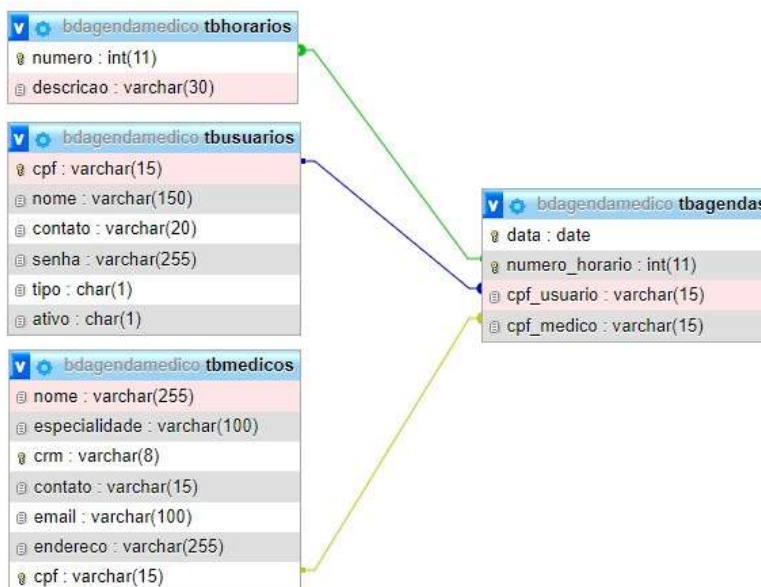 v bdagendamedico tbhorarios
numero : int(11)
descricao : varchar(30)
v bdagendamedico tbusuarios
cpf : varchar(15)
nome : varchar(150)
contato : varchar(20)
senha : varchar(255)
tipo : char(1)
ativo : char(1)
v bdagendamedico tbmedicos
nome : varchar(255)
especialidade : varchar(100)
crm : varchar(8)
contato : varchar(15)
email : varchar(100)
endereco : varchar(255)
cpf : varchar(15)
v bdagendamedico tbagendas
data : date
numero_horario : int(11)
cpf_usuario : varchar(15)
cpf_medico : varchar(15)